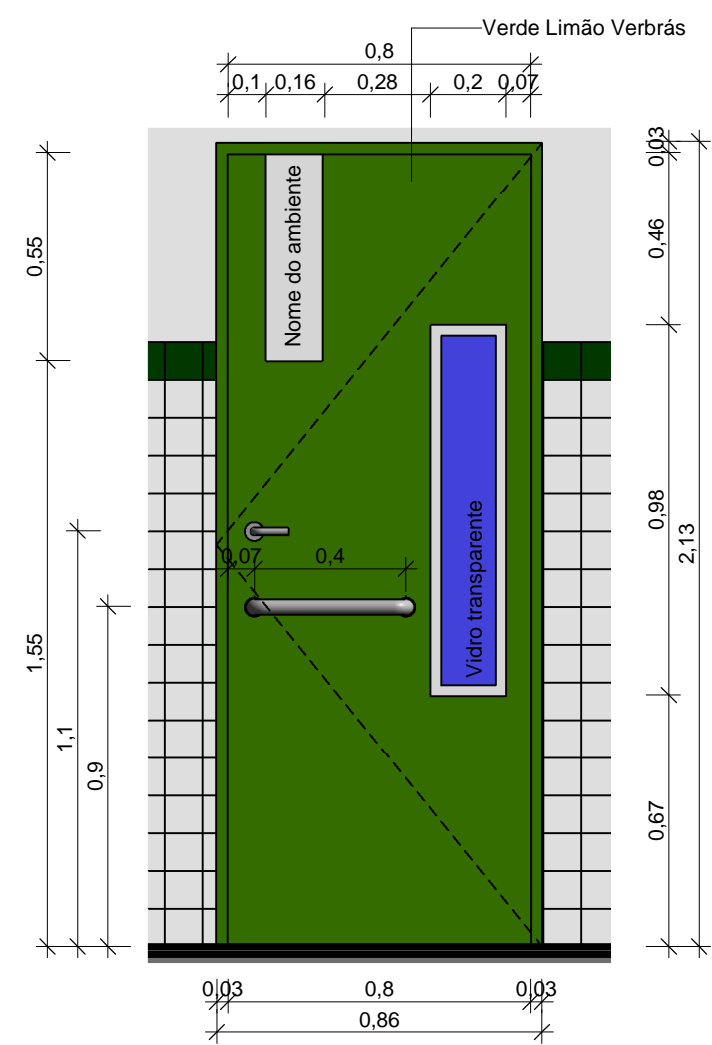 Verde Limão Verbrás
0,8
0,1 0,16 0,28 0,2 0,07
0,03
0,55
Nome do ambiente
0,46
0,98
2,13
0,07 0,4
Vidro transparente
1,55
1,1
0,9
0,67
0,03 0,8 0,03
0,86